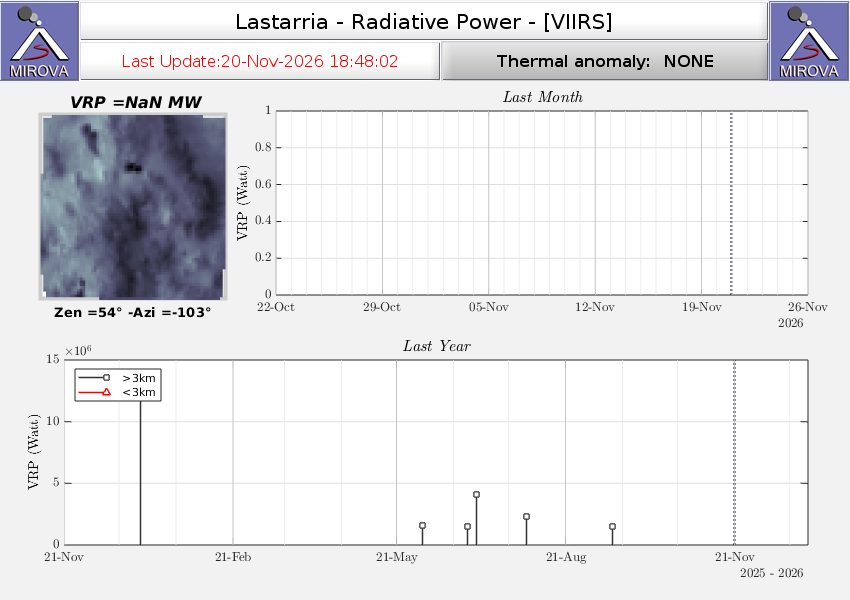 Lastarria - Radiative Power - [VIIRS]
MIROVA
Last Update:20-Nov-2026 18:48:02
Thermal anomaly: NONE
MIROVA
VRP =NaN MW
Zen =54° -Azi =-103°
Last Month
VRP (Watt)
1
0.8
0.6
0.4
0.2
0
22-Oct
29-Oct
05-Nov
12-Nov
19-Nov
26-Nov
2026
Last Year
×10⁶
VRP (Watt)
15
10
5
0
>3km
<3km
21-Nov
21-Feb
21-May
21-Aug
21-Nov
2025 - 2026